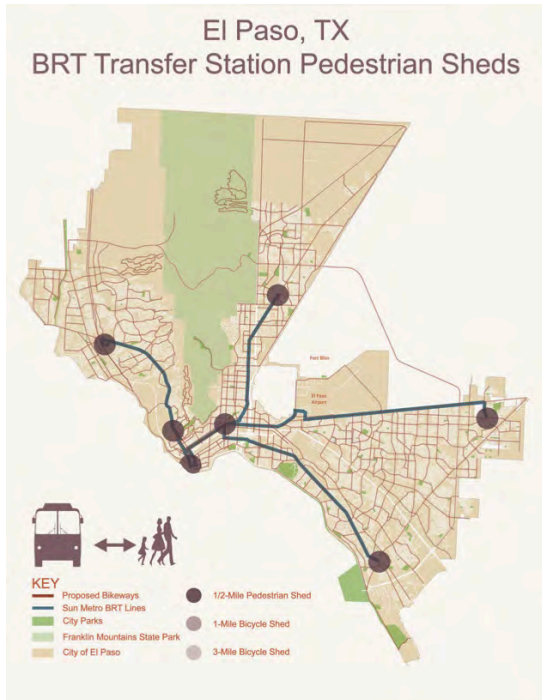 El Paso, TX
BRT Transfer Station Pedestrian Sheds
Fort Bliss
El Paso
Airport
KEY
Proposed Bikeways
Sun Metro BRT Lines
City Parks
Franklin Mountains State Park
City of El Paso
1/2-Mile Pedestrian Shed
1-Mile Bicycle Shed
3-Mile Bicycle Shed